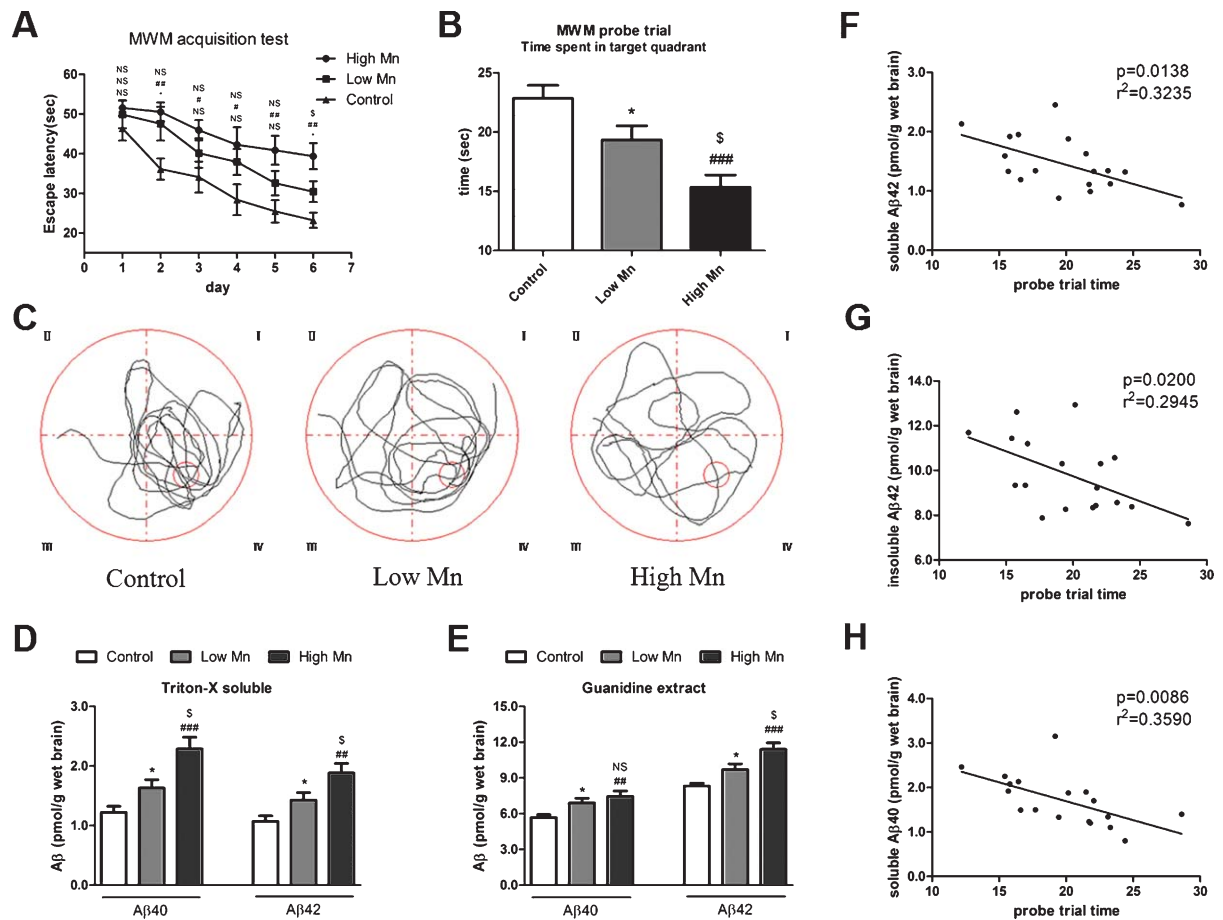 A
MWM acquisition test
High Mn
Low Mn
Control
NS NS NS NS NS $
NS ## # # ## ##
NS * NS NS NS *
60
50
40
30
20
Escape latency(sec)
0 1 2 3 4 5 6 7
day
B
MWM probe trial
Time spent in target quadrant
25
20
15
10
time (sec)
*
$
###
Control Low Mn High Mn
C
II I II I II I
III IV III IV III IV
Control Low Mn High Mn
D
Control Low Mn High Mn
Triton-X soluble
3.0
2.0
1.0
0.0
Aβ (pmol/g wet brain)
* $ ### * $ ##
Aβ40 Aβ42
E
Control Low Mn High Mn
Guanidine extract
15.0
12.0
9.0
6.0
3.0
0.0
Aβ (pmol/g wet brain)
* NS ## * $ ###
Aβ40 Aβ42
F
p=0.0138
r²=0.3235
3.0
2.0
1.0
0.0
soluble Aβ42 (pmol/g wet brain)
10 15 20 25 30
probe trial time
G
p=0.0200
r²=0.2945
14.0
12.0
10.0
8.0
6.0
insoluble Aβ42 (pmol/g wet brain)
10 15 20 25 30
probe trial time
H
p=0.0086
r²=0.3590
4.0
3.0
2.0
1.0
0.0
soluble Aβ40 (pmol/g wet brain)
10 15 20 25 30
probe trial time